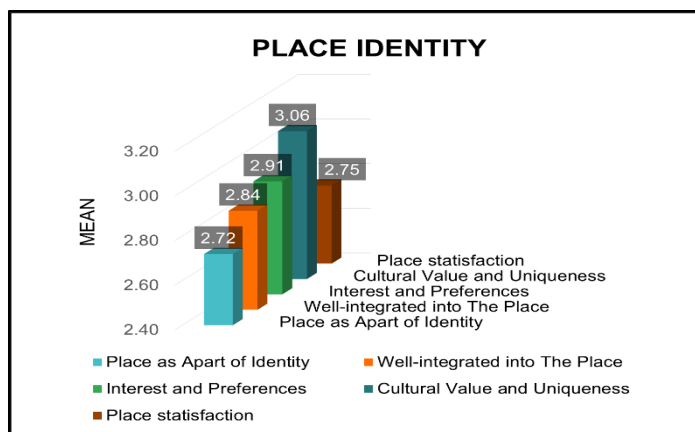 PLACE IDENTITY
3.06
2.91
2.75
2.84
2.72
3.20
3.00
2.80
2.60
2.40
MEAN
Place statisfaction
Cultural Value and Uniqueness
Interest and Preferences
Well-integrated into The Place
Place as Apart of Identity
Place as Apart of Identity
Well-integrated into The Place
Interest and Preferences
Cultural Value and Uniqueness
Place statisfaction